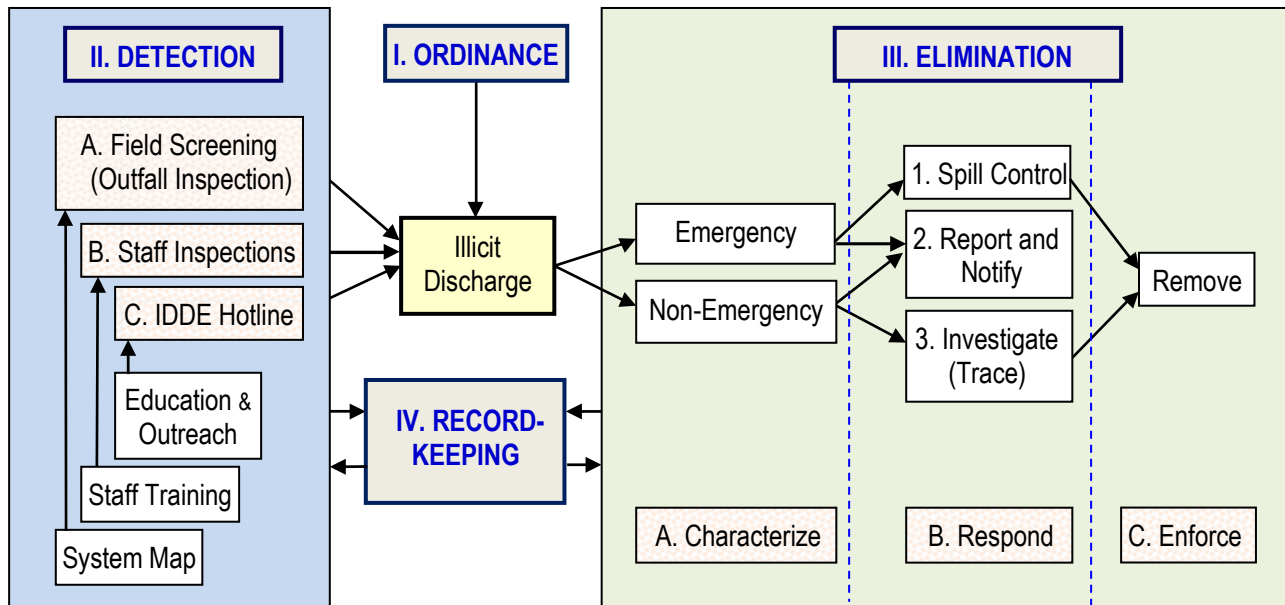 II. DETECTION
A. Field Screening
(Outfall Inspection)
B. Staff Inspections
C. IDDE Hotline
Education &
Outreach
Staff Training
System Map
I. ORDINANCE
Illicit
Discharge
IV. RECORD-
KEEPING
III. ELIMINATION
Emergency
Non-Emergency
1. Spill Control
2. Report and
Notify
3. Investigate
(Trace)
Remove
A. Characterize
B. Respond
C. Enforce